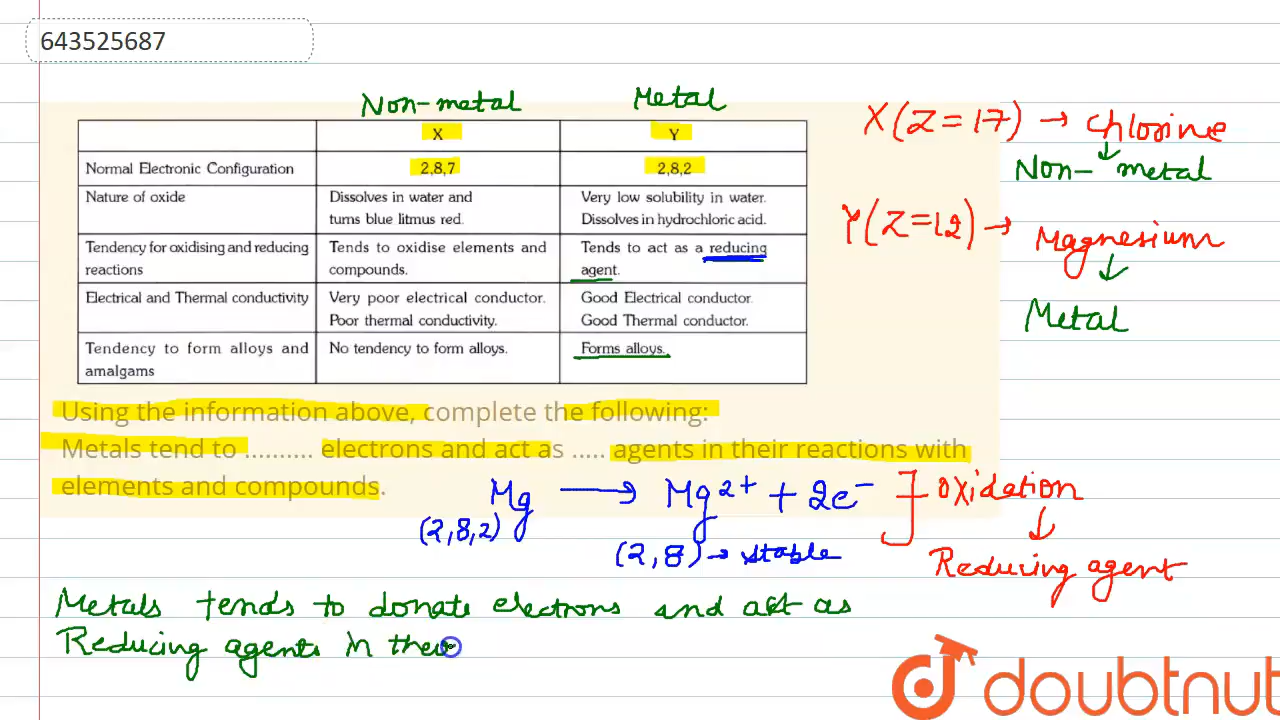 643525687
Non-metal Metal
X Y
Normal Electronic Configuration 2,8,7 2,8,2
Nature of oxide Dissolves in water and Very low solubility in water.
turns blue litmus red. Dissolves in hydrochloric acid.
Tendency for oxidising and reducing Tends to oxidise elements and Tends to act as a reducing
reactions compounds. agent.
Electrical and Thermal conductivity Very poor electrical conductor. Good Electrical conductor.
Poor thermal conductivity. Good Thermal conductor.
Tendency to form alloys and No tendency to form alloys. Forms alloys.
amalgams
X(Z=17) → chlorine
Non-metal
Y(Z=12) → Magnesium
Metal
Using the information above, complete the following:
Metals tend to .......... electrons and act as ..... agents in their reactions with
elements and compounds.
Mg → Mg2+ + 2e- ] Oxidation
(2,8,2) (2,8) → stable Reducing agent
Metals tends to donate electrons and act as
Reducing agents in their
doubtnut